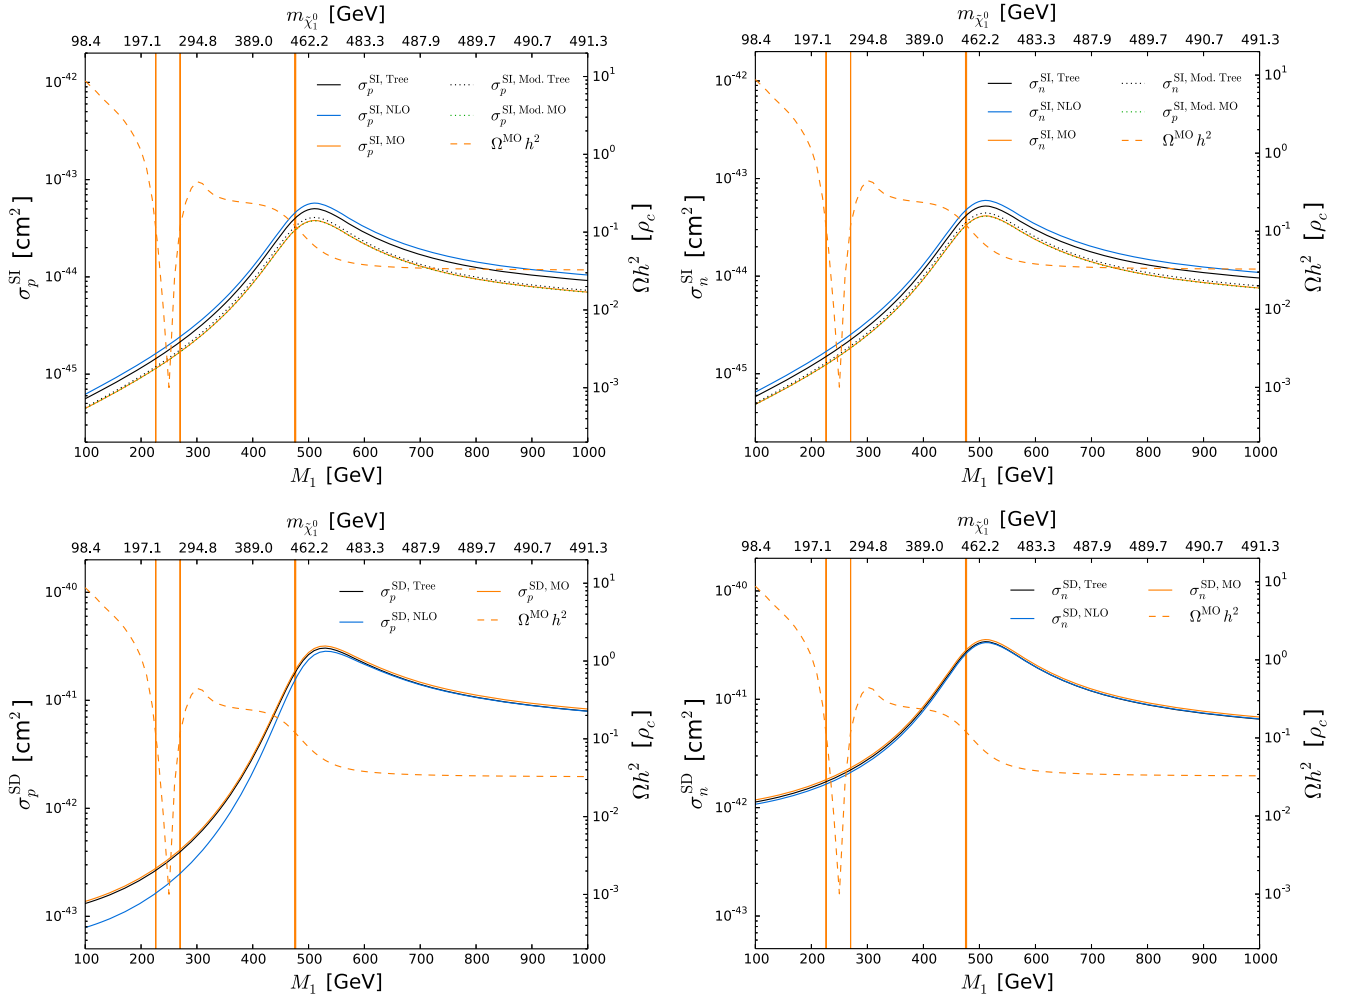 m_{\tilde{\chi}_1^0} [GeV]
98.4 197.1 294.8 389.0 462.2 483.3 487.9 489.7 490.7 491.3
σ_p^{SI, Tree} σ_p^{SI, Mod. Tree}
σ_p^{SI, NLO} σ_p^{SI, Mod. MO}
σ_p^{SI, MO} Ω^{MO} h^2
10^{-42}
10^{-43}
10^{-44}
10^{-45}
σ_p^{SI} [cm^2]
10^1
10^0
10^{-1}
10^{-2}
10^{-3}
Ωh^2 [ρ_c]
100 200 300 400 500 600 700 800 900 1000
M_1 [GeV]
m_{\tilde{\chi}_1^0} [GeV]
98.4 197.1 294.8 389.0 462.2 483.3 487.9 489.7 490.7 491.3
σ_n^{SI, Tree} σ_n^{SI, Mod. Tree}
σ_n^{SI, NLO} σ_p^{SI, Mod. MO}
σ_n^{SI, MO} Ω^{MO} h^2
10^{-42}
10^{-43}
10^{-44}
10^{-45}
σ_n^{SI} [cm^2]
10^1
10^0
10^{-1}
10^{-2}
10^{-3}
Ωh^2 [ρ_c]
100 200 300 400 500 600 700 800 900 1000
M_1 [GeV]
m_{\tilde{\chi}_1^0} [GeV]
98.4 197.1 294.8 389.0 462.2 483.3 487.9 489.7 490.7 491.3
σ_p^{SD, Tree} σ_p^{SD, MO}
σ_p^{SD, NLO} Ω^{MO} h^2
10^{-40}
10^{-41}
10^{-42}
10^{-43}
σ_p^{SD} [cm^2]
10^1
10^0
10^{-1}
10^{-2}
10^{-3}
Ωh^2 [ρ_c]
100 200 300 400 500 600 700 800 900 1000
M_1 [GeV]
m_{\tilde{\chi}_1^0} [GeV]
98.4 197.1 294.8 389.0 462.2 483.3 487.9 489.7 490.7 491.3
σ_n^{SD, Tree} σ_n^{SD, MO}
σ_n^{SD, NLO} Ω^{MO} h^2
10^{-40}
10^{-41}
10^{-42}
10^{-43}
σ_n^{SD} [cm^2]
10^1
10^0
10^{-1}
10^{-2}
10^{-3}
Ωh^2 [ρ_c]
100 200 300 400 500 600 700 800 900 1000
M_1 [GeV]